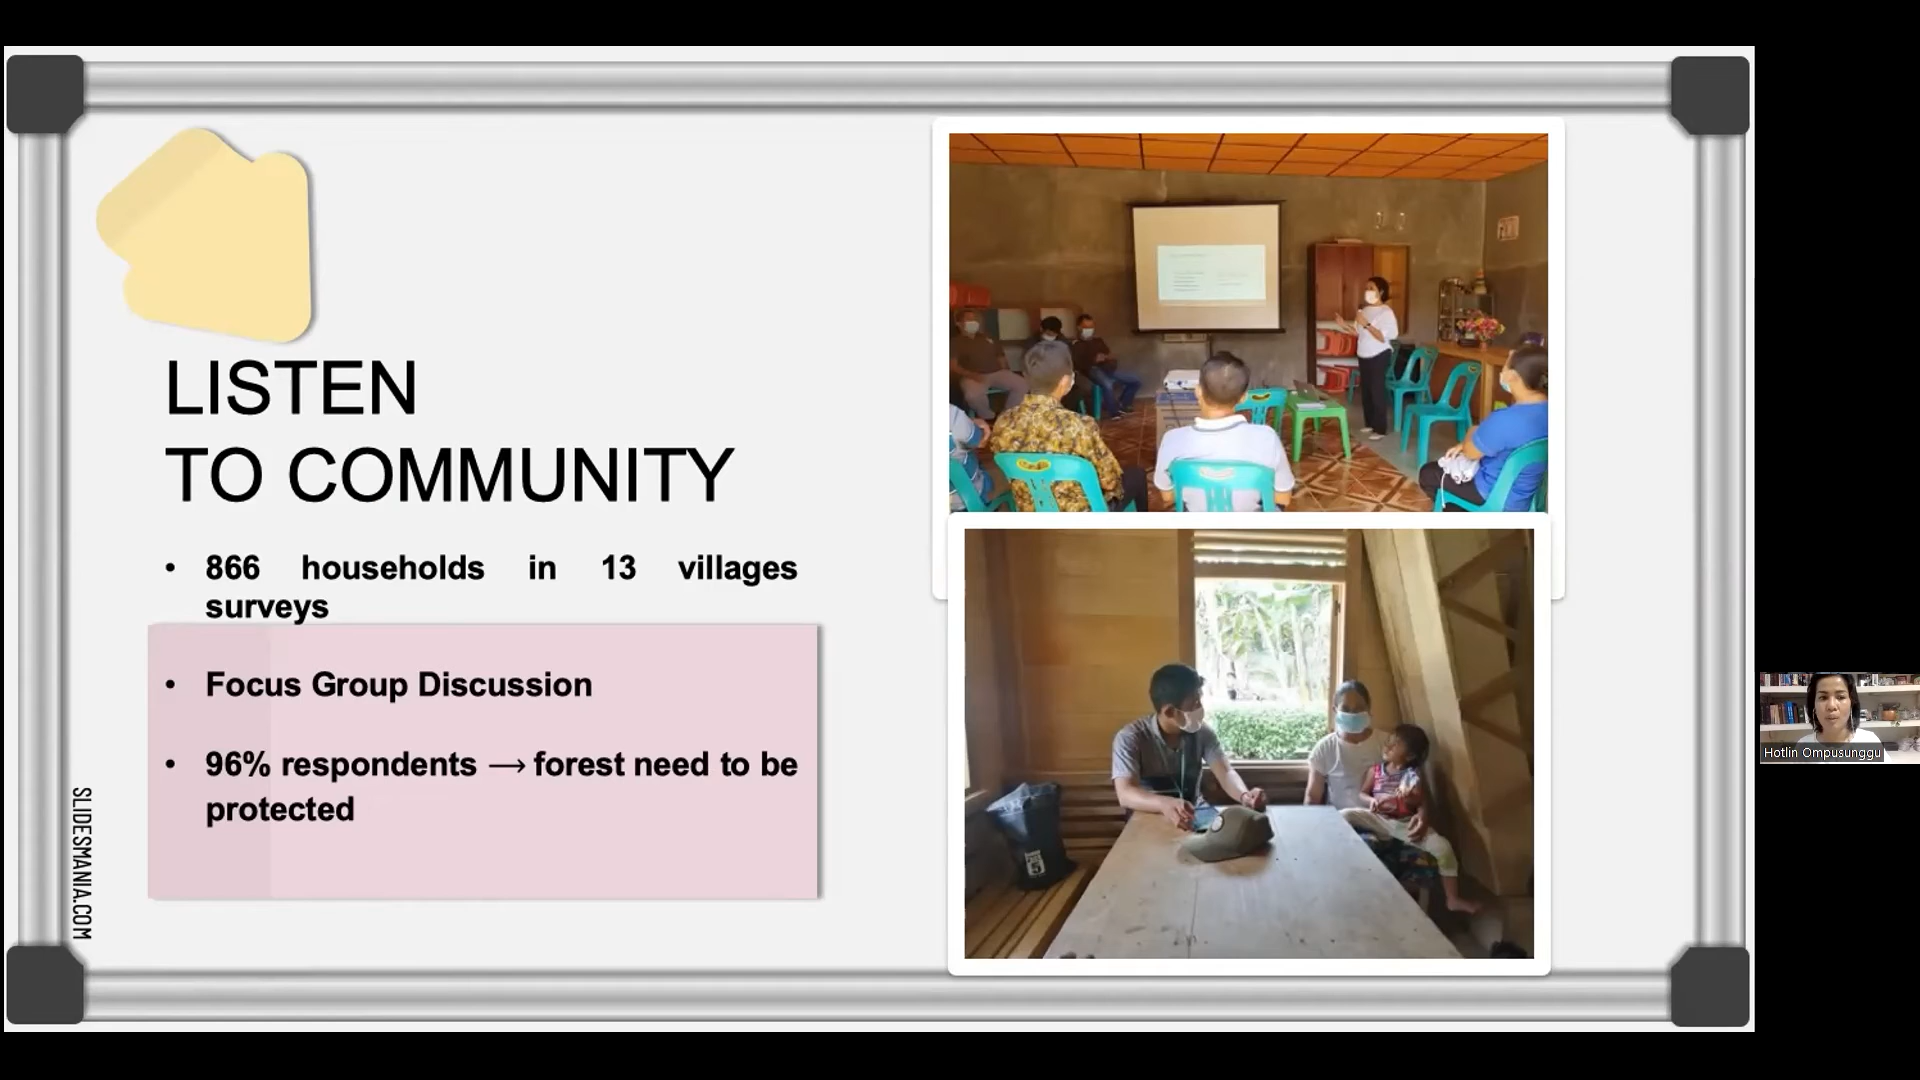 LISTEN
TO COMMUNITY
• 866 households in 13 villages
surveys
• Focus Group Discussion
• 96% respondents → forest need to be
protected
SLIDESMANIA.COM
Hotlin Ompusunggu